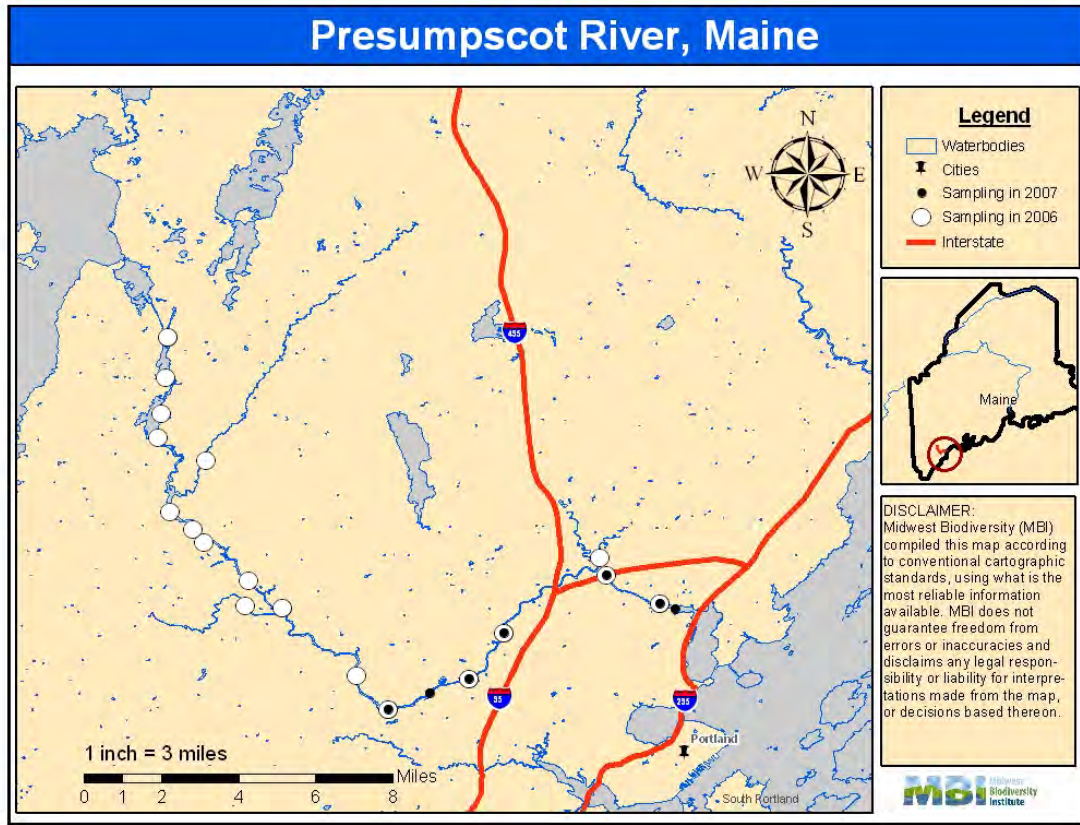 Presumpscot River, Maine
N
W
E
S
495
95
295
Portland
South Portland
1 inch = 3 miles
Miles
0 1 2 4 6 8
Legend
Waterbodies
Cities
Sampling in 2007
Sampling in 2006
Interstate
Maine
DISCLAIMER:
Midwest Biodiversity (MBI)
compiled this map according
to conventional cartographic
standards, using what is the
most reliable information
available. MBI does not
guarantee freedom from
errors or inaccuracies and
disclaims any legal respon-
sibility or liability for interpre-
tations made from the map,
or decisions based thereon.
MBI
Midwest
Biodiversity
Institute